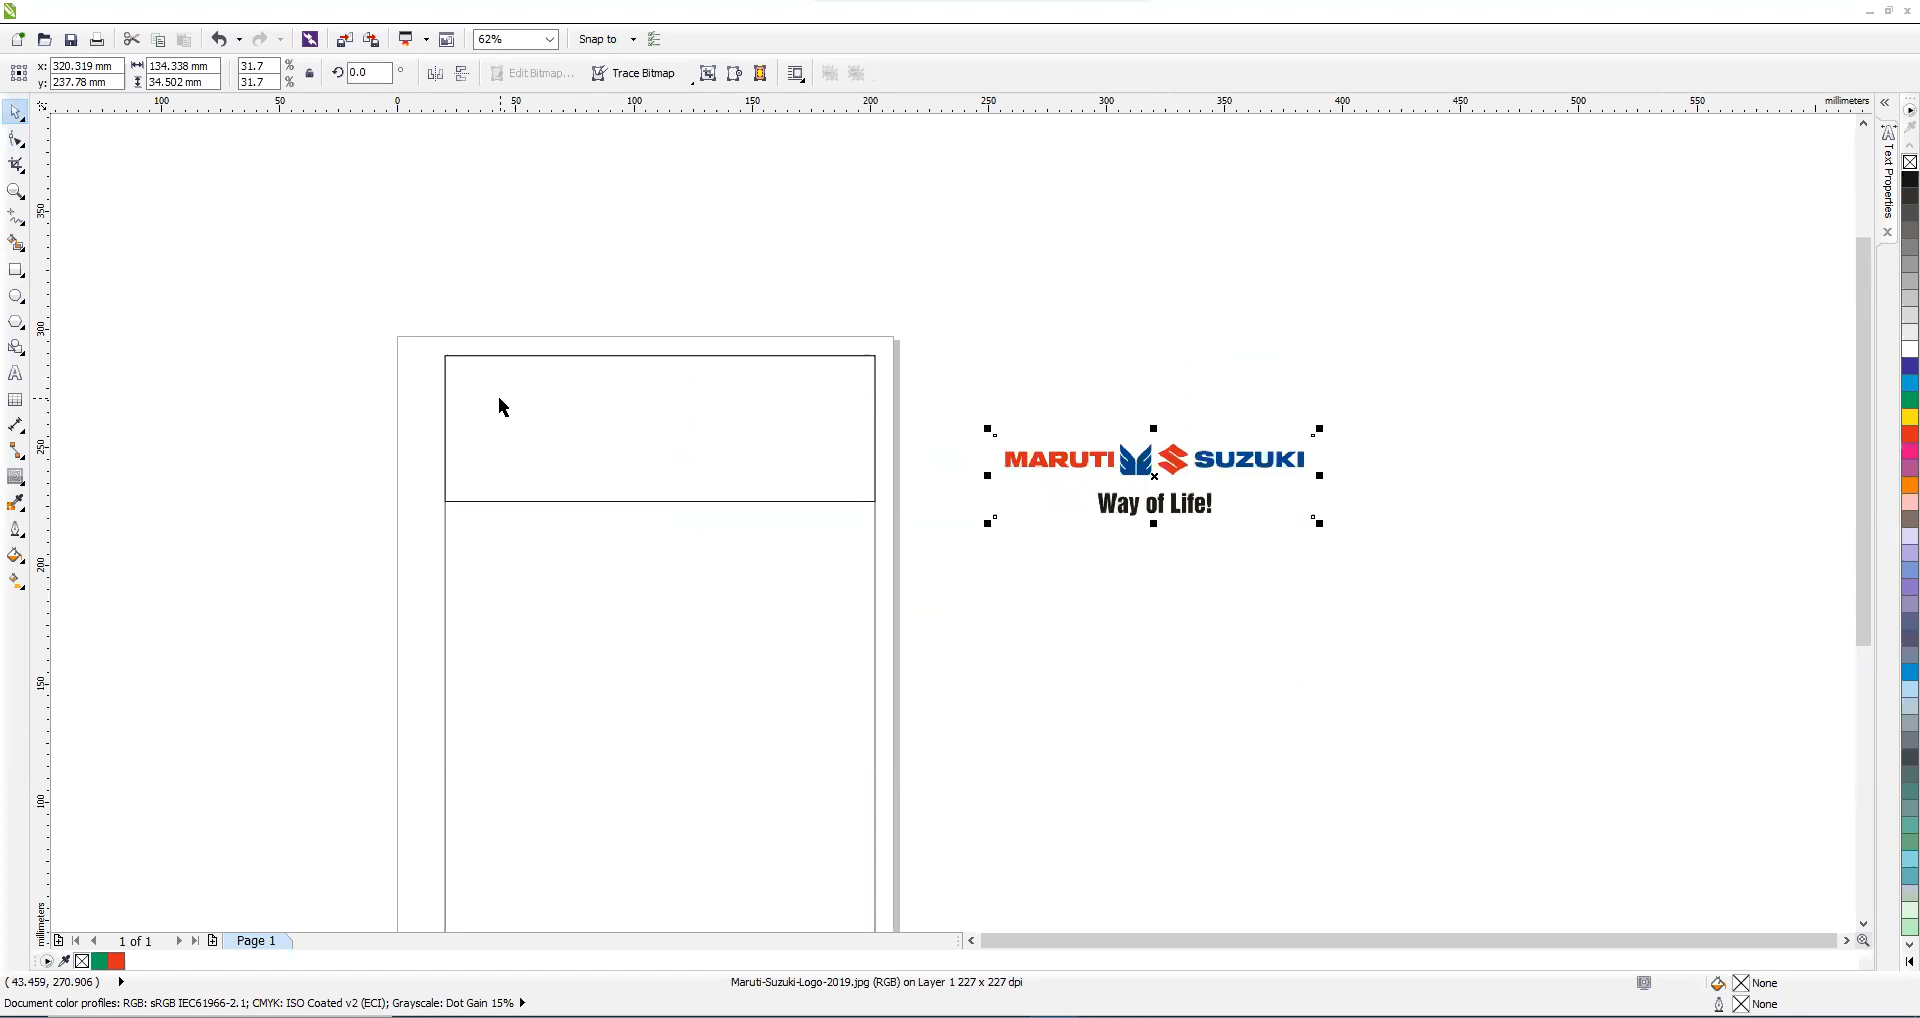 62%
Snap to
x: 320.319 mm 134.338 mm 31.7 %
y: 237.78 mm 34.502 mm 31.7 %
0.0 °
Edit Bitmap...
Trace Bitmap
100 50 0 50 100 150 200 250 300 350 400 450 500 550 millimeters
350
300
250
200
150
100
millimeters
Text Properties
MARUTI SUZUKI
Way of Life!
1 of 1
Page 1
( 43.459, 270.906 )
Maruti-Suzuki-Logo-2019.jpg (RGB) on Layer 1 227 x 227 dpi
None
Document color profiles: RGB: sRGB IEC61966-2.1; CMYK: ISO Coated v2 (ECI); Grayscale: Dot Gain 15%
None